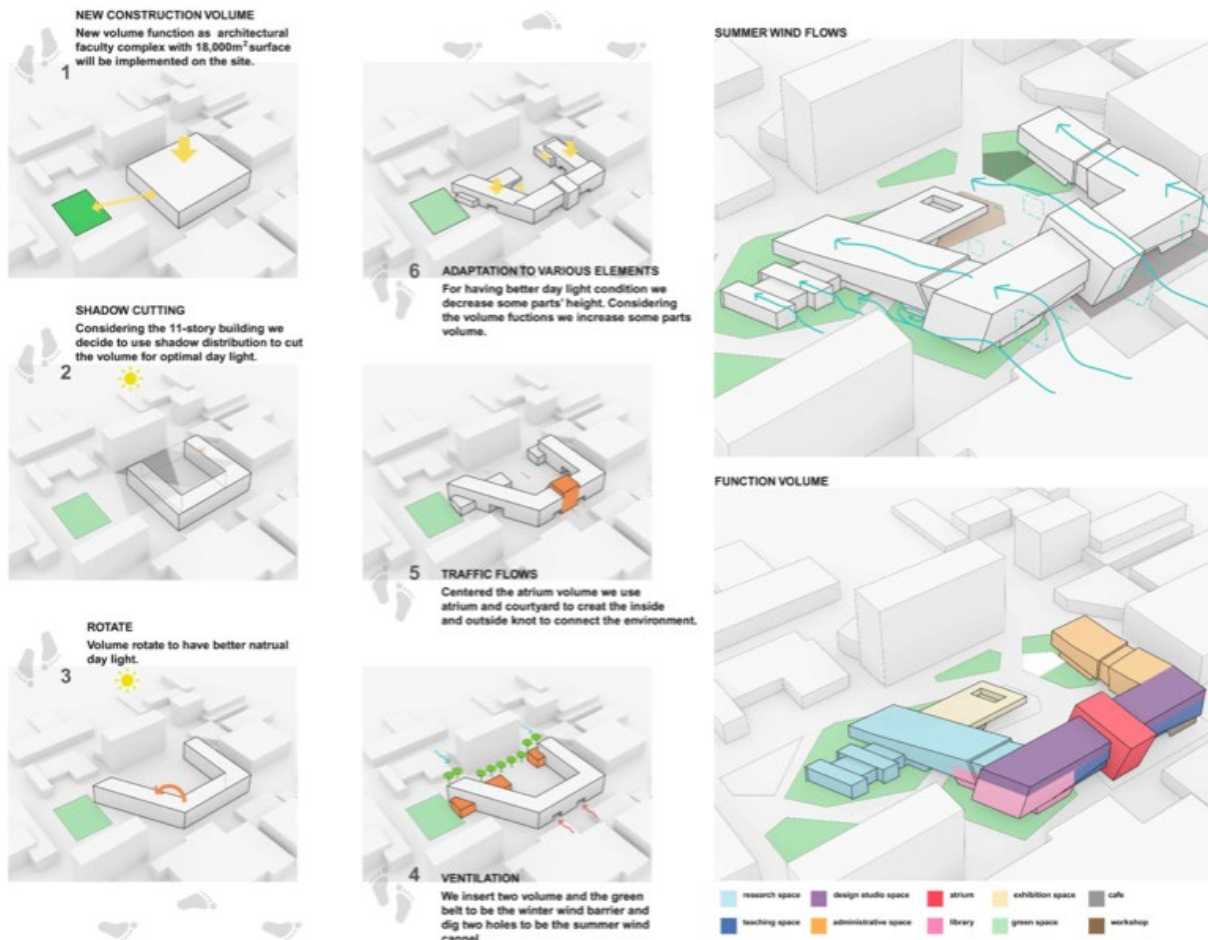 NEW CONSTRUCTION VOLUME
New volume function as architectural
faculty complex with 18,000m² surface
will be implemented on the site.
1
SHADOW CUTTING
Considering the 11-story building we
decide to use shadow distribution to cut
the volume for optimal day light.
2
ROTATE
Volume rotate to have better natrual
day light.
3
4
VENTILATION
We insert two volume and the green
belt to be the winter wind barrier and
dig two holes to be the summer wind
cannel
5
TRAFFIC FLOWS
Centered the atrium volume we use
atrium and courtyard to creat the inside
and outside knot to connect the environment.
6
ADAPTATION TO VARIOUS ELEMENTS
For having better day light condition we
decrease some parts' height. Considering
the volume fuctions we increase some parts
volume.
SUMMER WIND FLOWS
FUNCTION VOLUME
research space
design studio space
atrium
exhibition space
cafe
teaching space
administrative space
library
green space
workshop